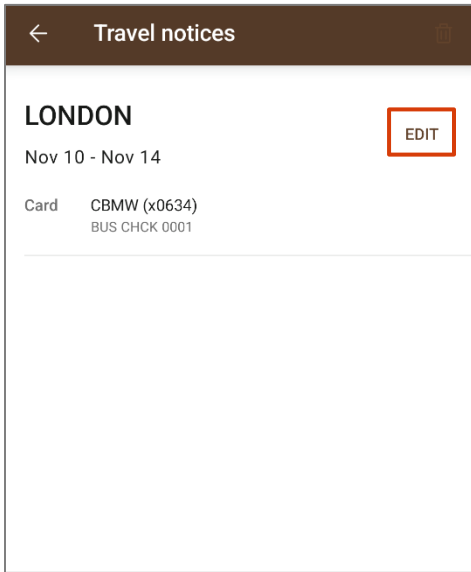 Travel notices
LONDON
EDIT
Nov 10 - Nov 14
Card CBMW (x0634)
BUS CHCK 0001